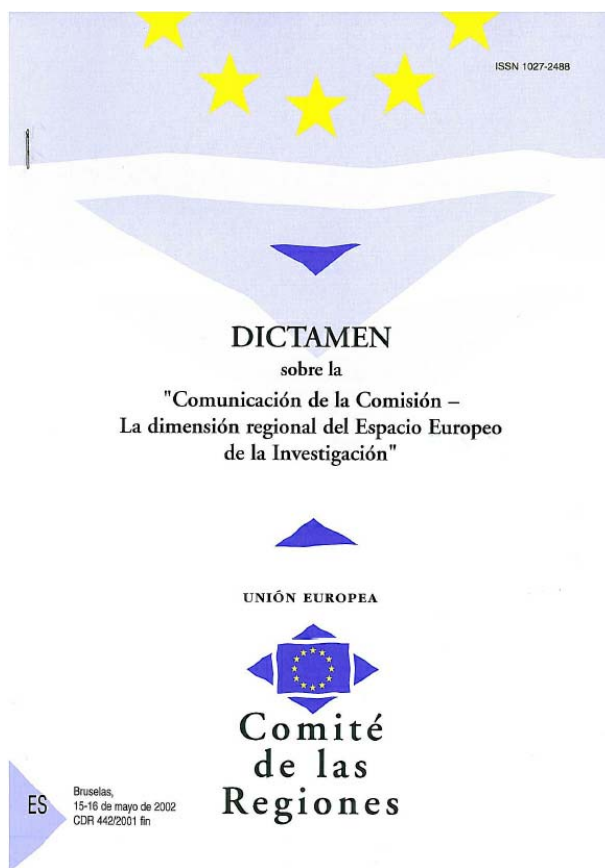 ISSN 1027-2488
DICTAMEN
sobre la
"Comunicación de la Comisión –
La dimensión regional del Espacio Europeo
de la Investigación"
UNIÓN EUROPEA
Comité
de las
Regiones
ES
Bruselas,
15-16 de mayo de 2002
CDR 442/2001 fin